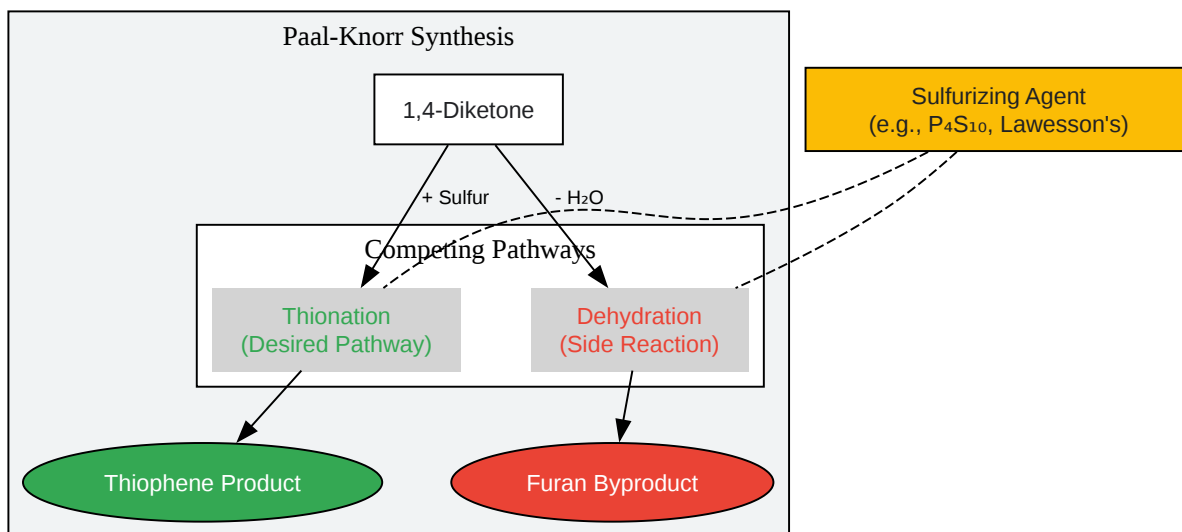 Paal-Knorr Synthesis
1,4-Diketone
Sulfurizing Agent
(e.g., P₄S₁₀, Lawesson's)
+ Sulfur
- H₂O
Competing Pathways
Thionation
(Desired Pathway)
Dehydration
(Side Reaction)
Thiophene Product
Furan Byproduct